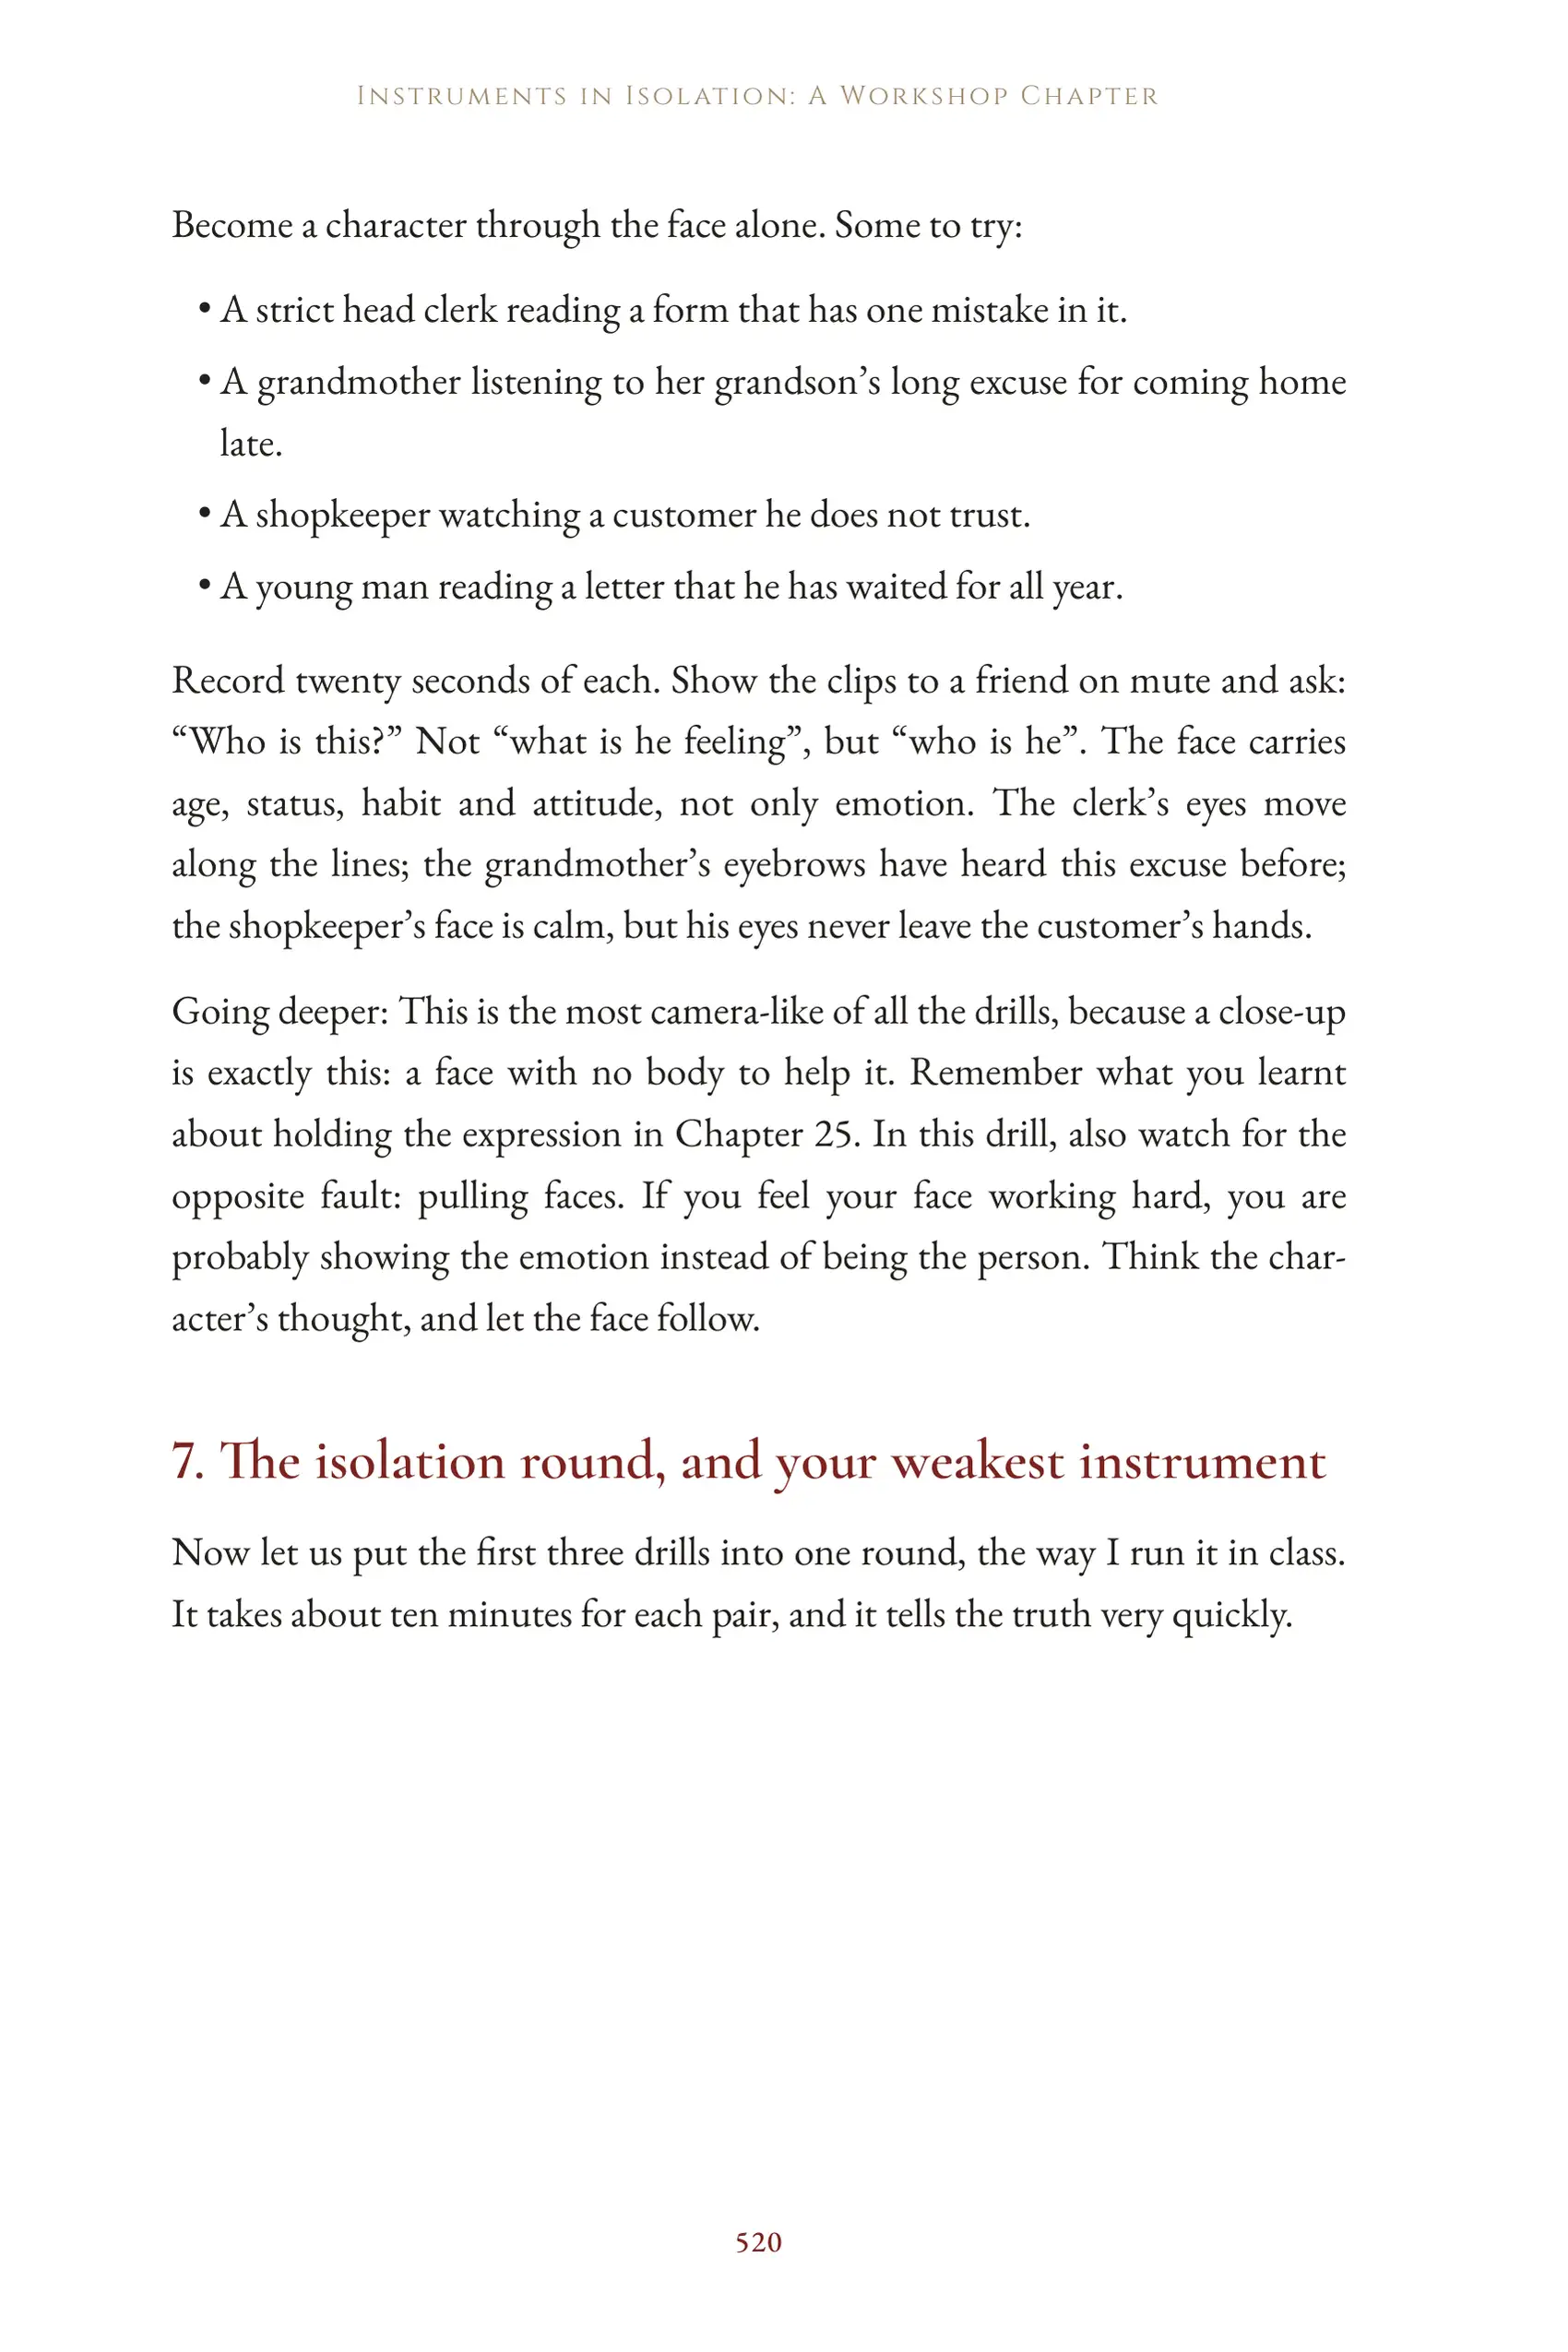 INSTRUMENTS IN ISOLATION: A WORKSHOP CHAPTER
Become a character through the face alone. Some to try:
• A strict head clerk reading a form that has one mistake in it.
• A grandmother listening to her grandson’s long excuse for coming home
late.
• A shopkeeper watching a customer he does not trust.
• A young man reading a letter that he has waited for all year.
Record twenty seconds of each. Show the clips to a friend on mute and ask:
“Who is this?” Not “what is he feeling”, but “who is he”. The face carries
age, status, habit and attitude, not only emotion. The clerk’s eyes move
along the lines; the grandmother’s eyebrows have heard this excuse before;
the shopkeeper’s face is calm, but his eyes never leave the customer’s hands.
Going deeper: This is the most camera-like of all the drills, because a close-up
is exactly this: a face with no body to help it. Remember what you learnt
about holding the expression in Chapter 25. In this drill, also watch for the
opposite fault: pulling faces. If you feel your face working hard, you are
probably showing the emotion instead of being the person. Think the char-
acter’s thought, and let the face follow.
7. The isolation round, and your weakest instrument
Now let us put the first three drills into one round, the way I run it in class.
It takes about ten minutes for each pair, and it tells the truth very quickly.
520